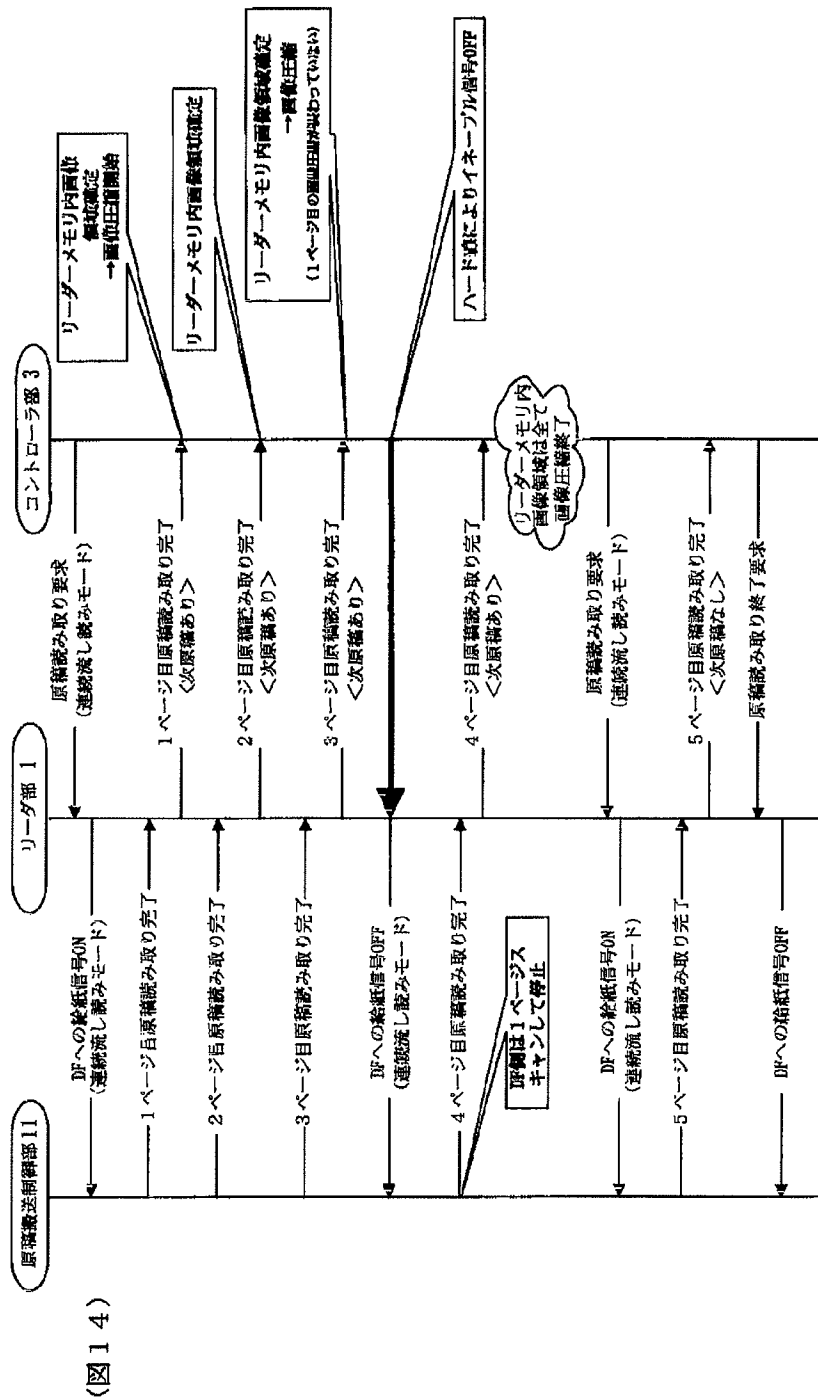 (図14)
原稿搬送制御部11
リーダ部 1
コントローラ部 3
原稿読み取り要求
(連続流し読みモード)
DFへの給紙信号ON
(連続流し読みモード)
1ページ目原稿読み取り完了
1ページ目原稿読み取り完了
<次原稿あり>
リーダーメモリ内画像
領域確定
→画像圧縮開始
2ページ目原稿読み取り完了
2ページ目原稿読み取り完了
<次原稿あり>
リーダーメモリ内画像領域確定
3ページ目原稿読み取り完了
3ページ目原稿読み取り完了
<次原稿あり>
リーダーメモリ内画像領域確定
→画像圧縮
(1ページ目の画像圧縮が終わっていない)
ハード線によりイネーブル信号OFF
DFへの給紙信号OFF
(連続流し読みモード)
4ページ目原稿読み取り完了
DF側は1ページス
キャンして停止
4ページ目原稿読み取り完了
<次原稿あり>
リーダーメモリ内
画像領域は全て
画像圧縮終了
原稿読み取り要求
(連続流し読みモード)
DFへの給紙信号ON
(連続流し読みモード)
5ページ目原稿読み取り完了
5ページ目原稿読み取り完了
<次原稿なし>
原稿読み取り終了要求
DFへの給紙信号OFF